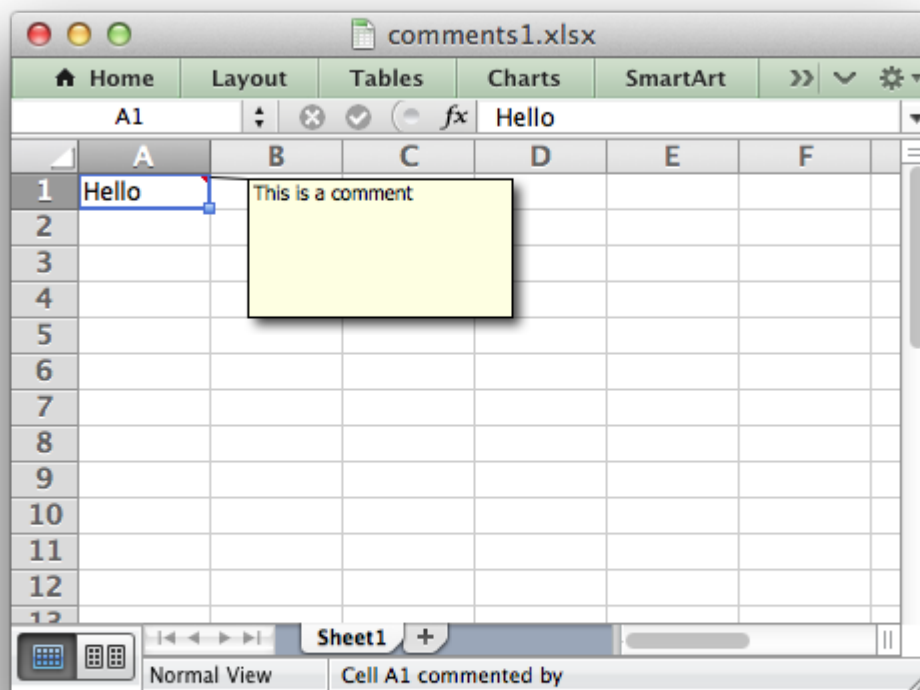 comments1.xlsx
Home Layout Tables Charts SmartArt
A1 fx Hello
A B C D E F
1 Hello This is a comment
2
3
4
5
6
7
8
9
10
11
12
13
Sheet1
Normal View Cell A1 commented by